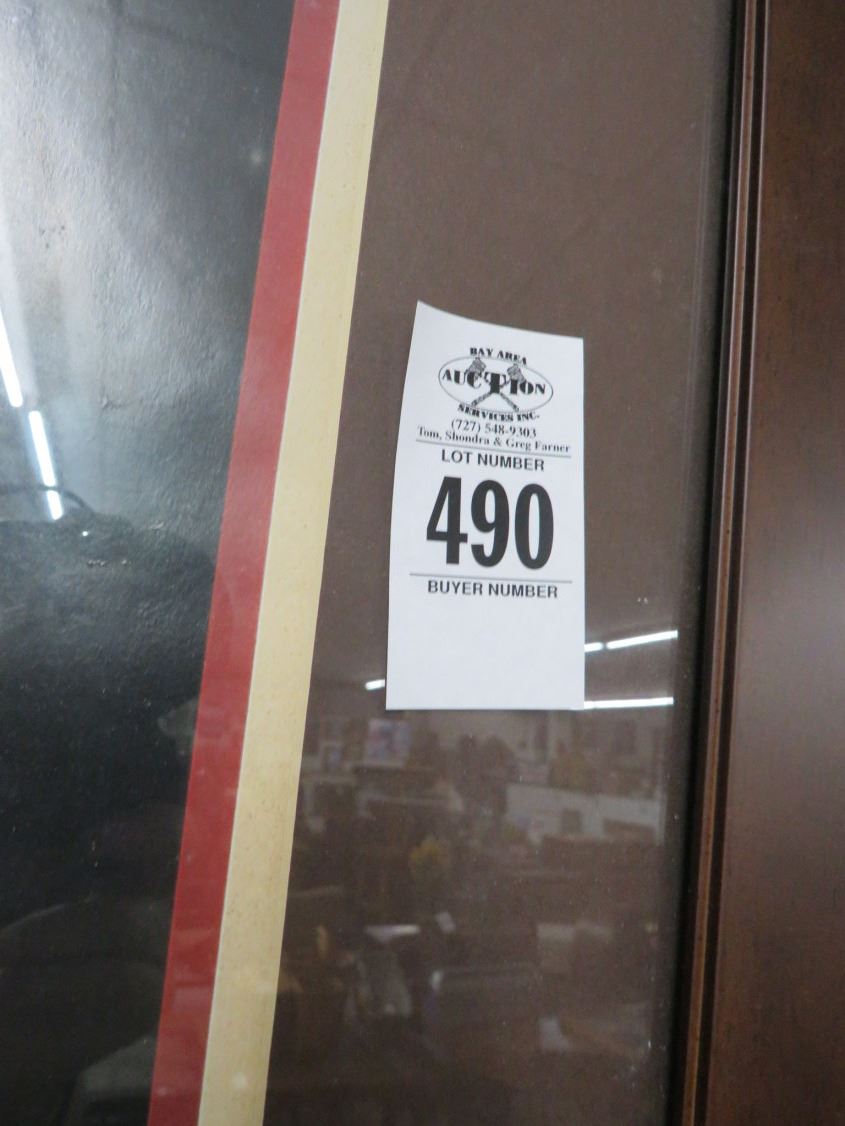 BAY AREA
AUCTION
SERVICES INC.
(727) 548-9303
Tom, Shondra & Greg Farner
LOT NUMBER
490
BUYER NUMBER